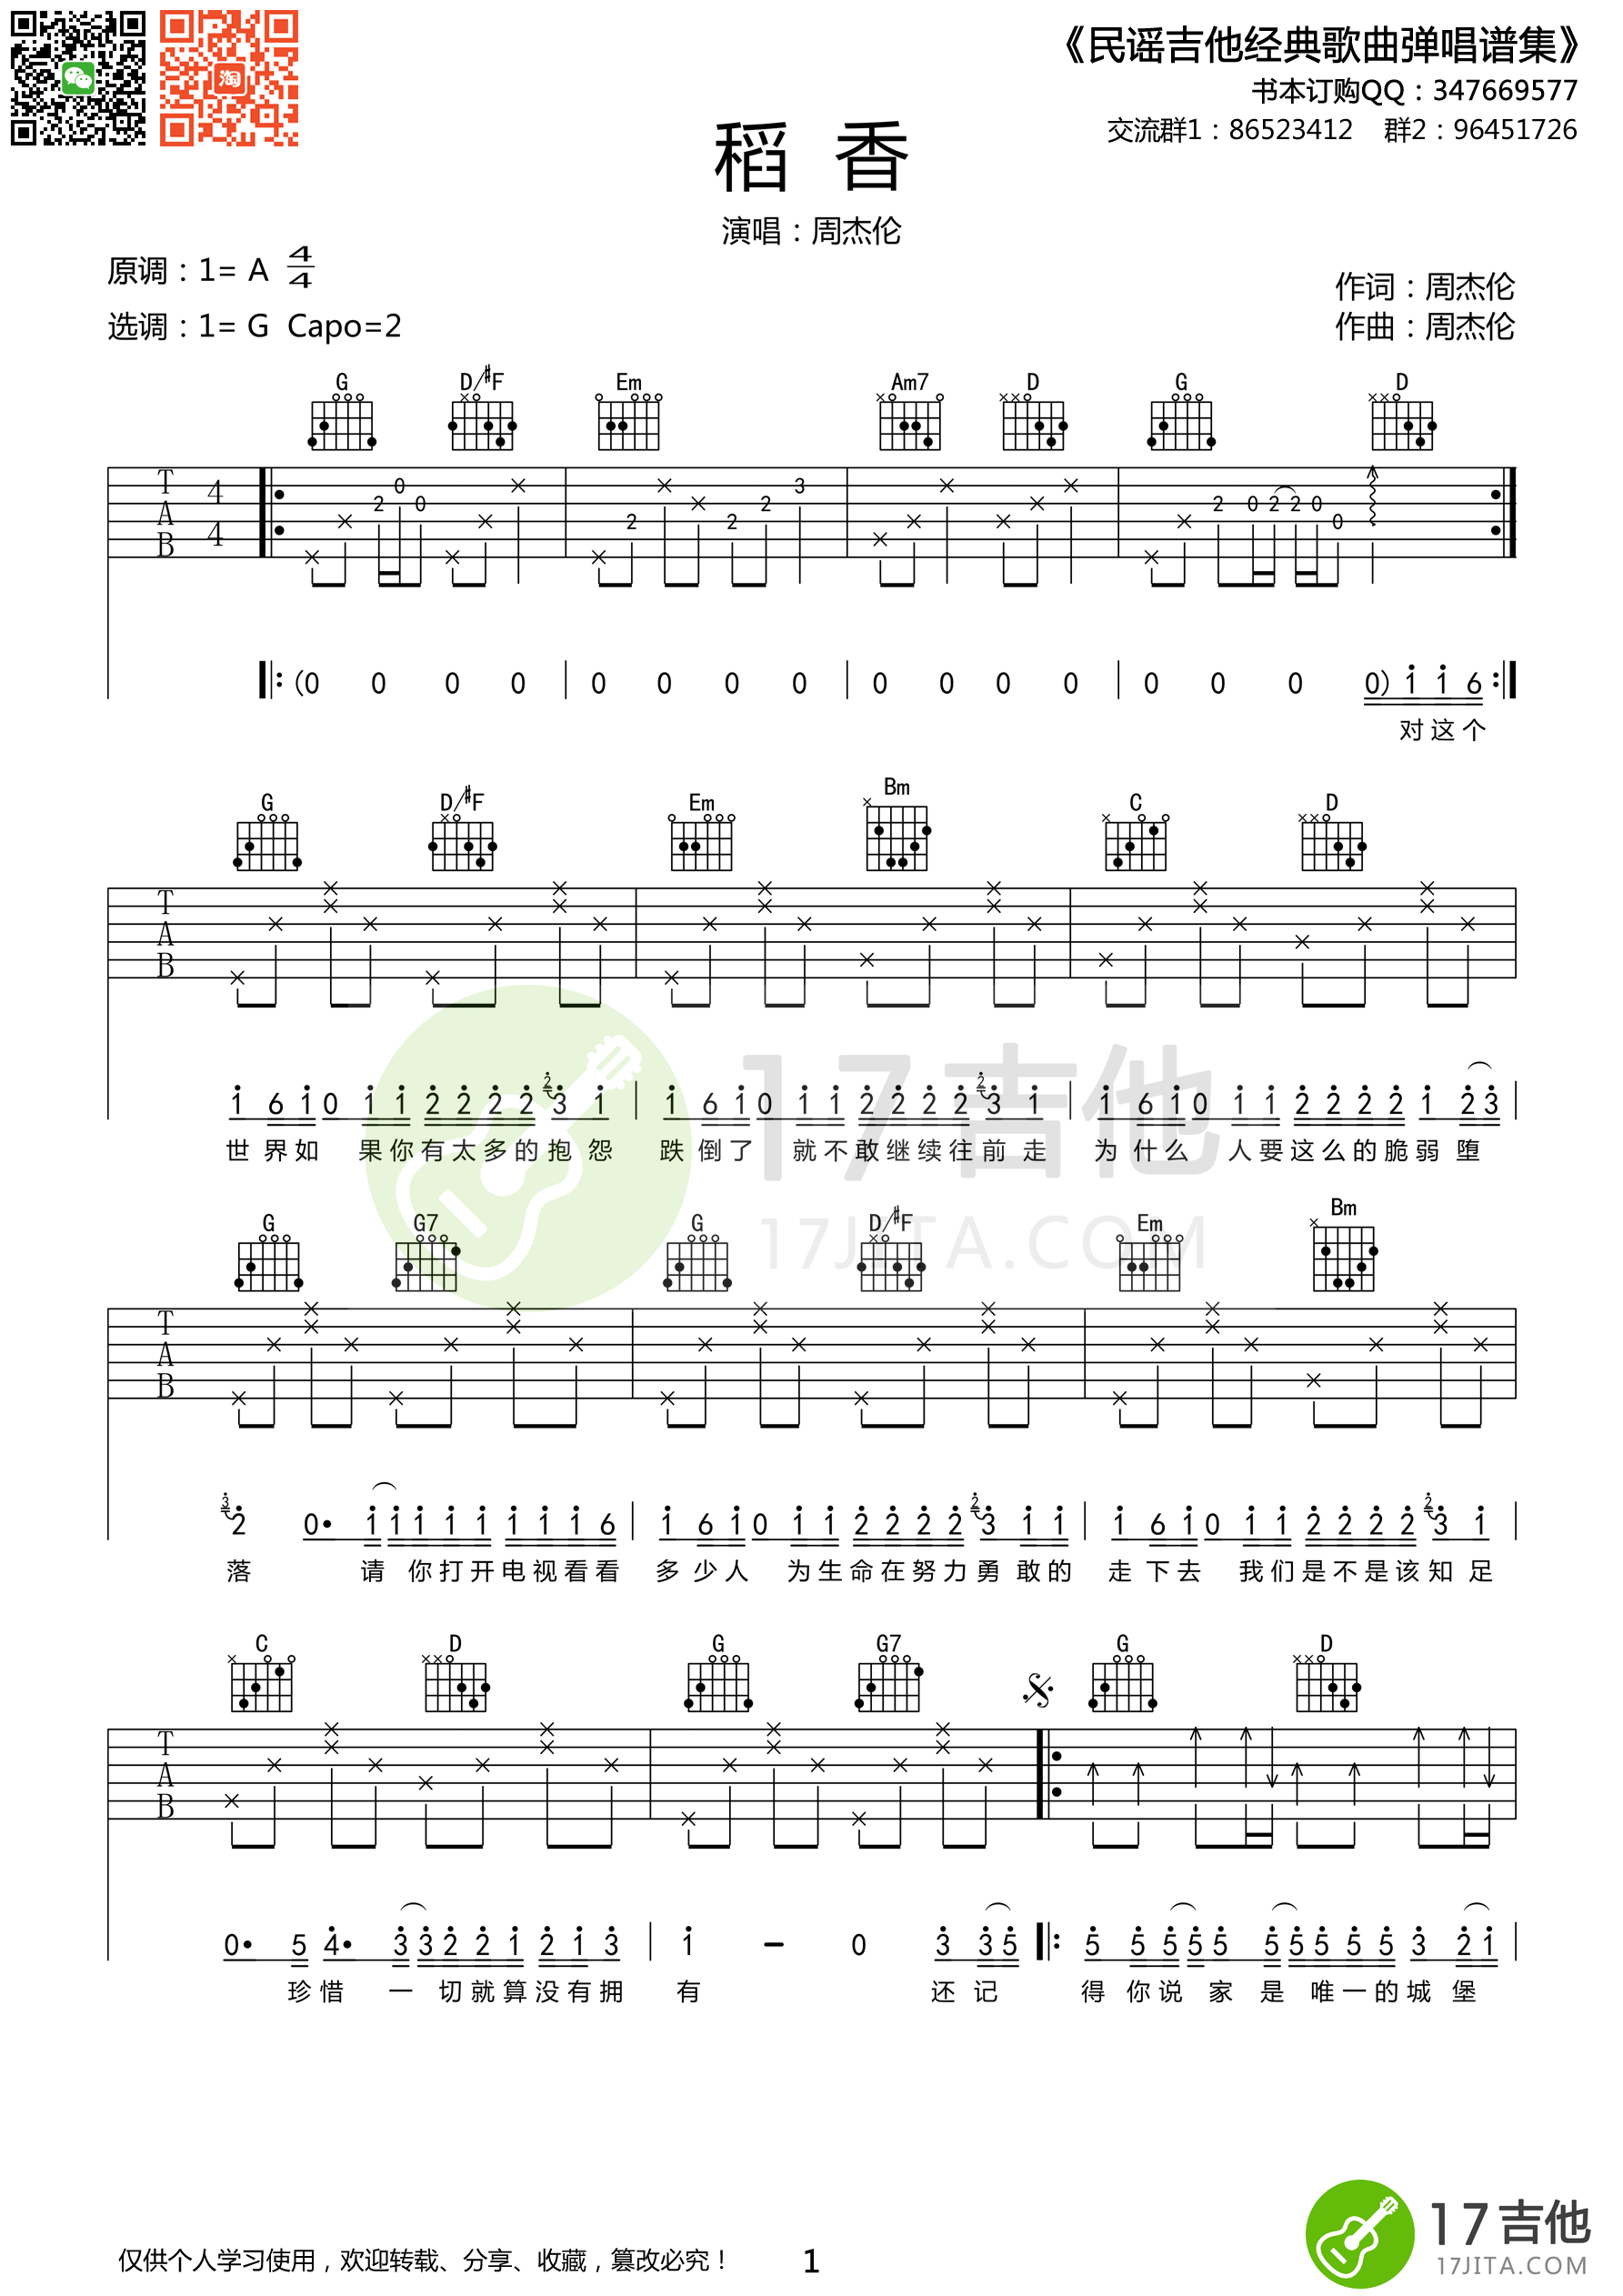 《民谣吉他经典歌曲弹唱谱集》
书本订购QQ：347669577
交流群1：86523412 群2：96451726
稻 香
演唱：周杰伦
原调：1= A 4/4
选调：1= G Capo=2
作词：周杰伦
作曲：周杰伦
G D/#F Em Am7 D G D
T A B 4 4 2 0 0 2 2 2 3 2 0 2 2 0 0
(0 0 0 0 0 0 0 0 0 0 0 0 0 0 0 0) 1 1 6
对这个
G D/#F Em Bm C D
T A B
1 6 1 0 1 1 2 2 2 2 2 3 1 1 6 1 0 1 1 2 2 2 2 2 3 1 1 6 1 0 1 1 2 2 2 2 1 2 3
世界如 果你有太多的抱怨 跌倒了 就不敢继续往前走 为什么 人要这么的脆弱堕
G G7 G D/#F Em Bm
T A B
3 2 0· 1 1 1 1 1 1 1 1 6 1 6 1 0 1 1 2 2 2 2 2 3 1 1 1 6 1 0 1 1 2 2 2 2 2 3 1
落 请你打开电视看看 多少人 为生命在努力勇敢的 走下去 我们是不是该知足
C D G G7 G D
T A B
0· 5 4· 3 3 2 2 1 2 1 3 1 – 0 3 3 5 5 5 5 5 5 5 5 5 5 5 3 2 1
珍惜 一切就算没有拥有 还记得你说家是唯一的城堡
17吉他
17JITA.COM
仅供个人学习使用，欢迎转载、分享、收藏，篡改必究！ 1
17吉他
17JITA.COM